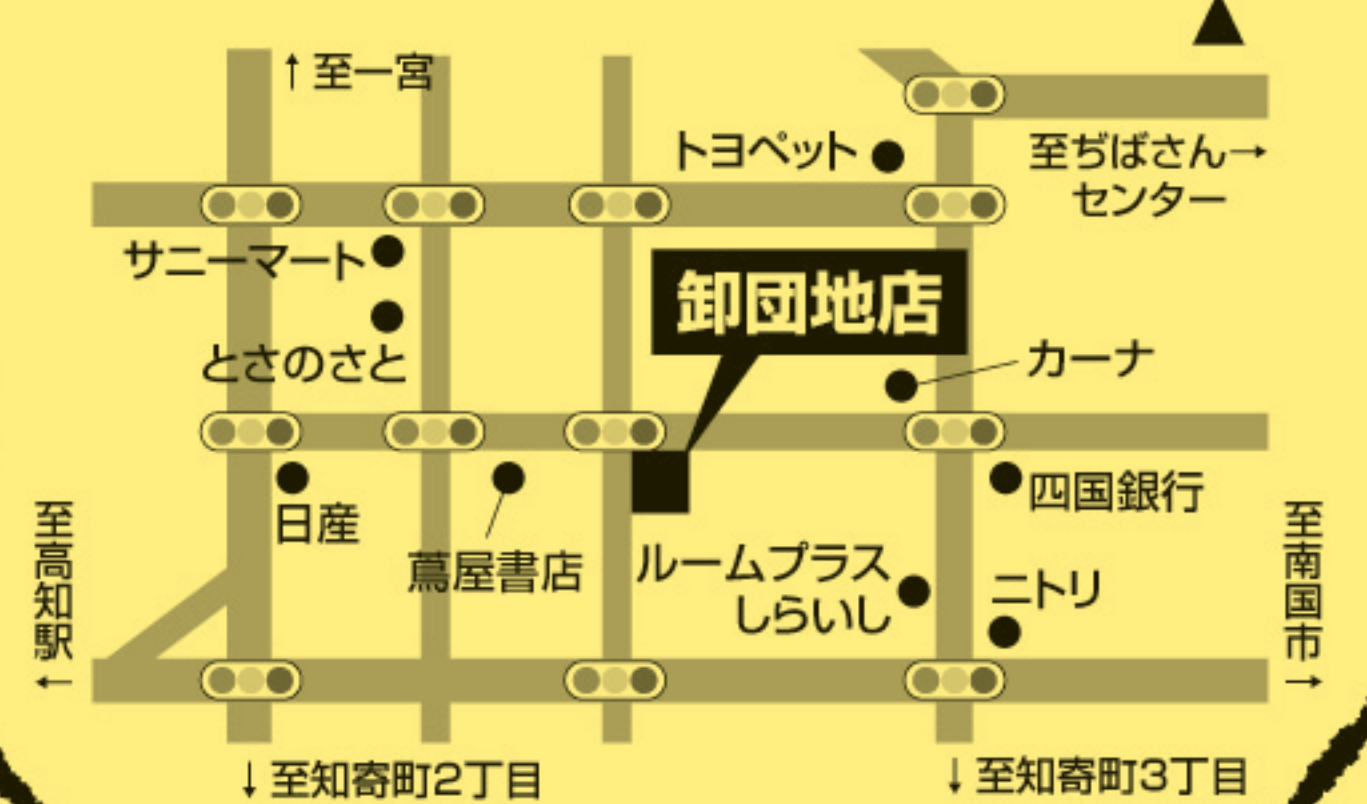 ↑至一宮
トヨペット
至ぢばさん→
センター
サニーマート
卸団地店
とさのさと
カーナ
日産
蔦屋書店
四国銀行
ルームプラス
しらいし
ニトリ
至高知駅←
至南国市→
↓至知寄町2丁目
↓至知寄町3丁目